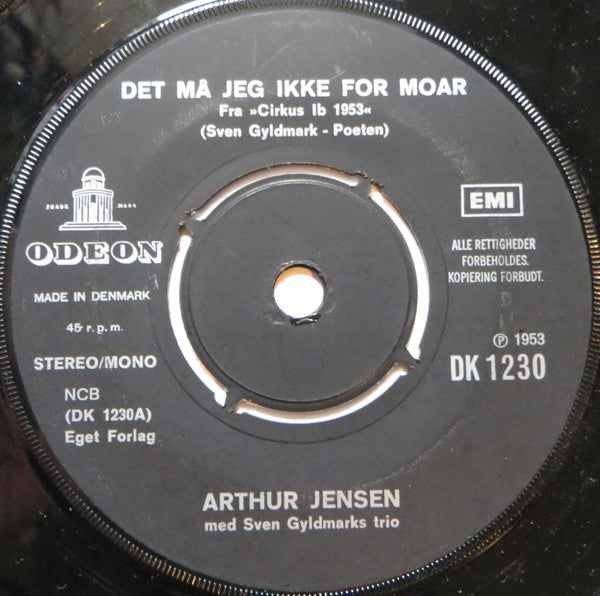 DET MÅ JEG IKKE FOR MOAR
Fra »Cirkus Ib 1953«
(Sven Gyldmark - Poeten)
TRADE MARK
ODEON
MADE IN DENMARK
45 r.p.m.
STEREO/MONO
NCB
(DK 1230A)
Eget Forlag
EMI
ALLE RETTIGHEDER
FORBEHOLDES.
KOPIERING FORBUDT.
℗ 1953
DK 1230
ARTHUR JENSEN
med Sven Gyldmarks trio